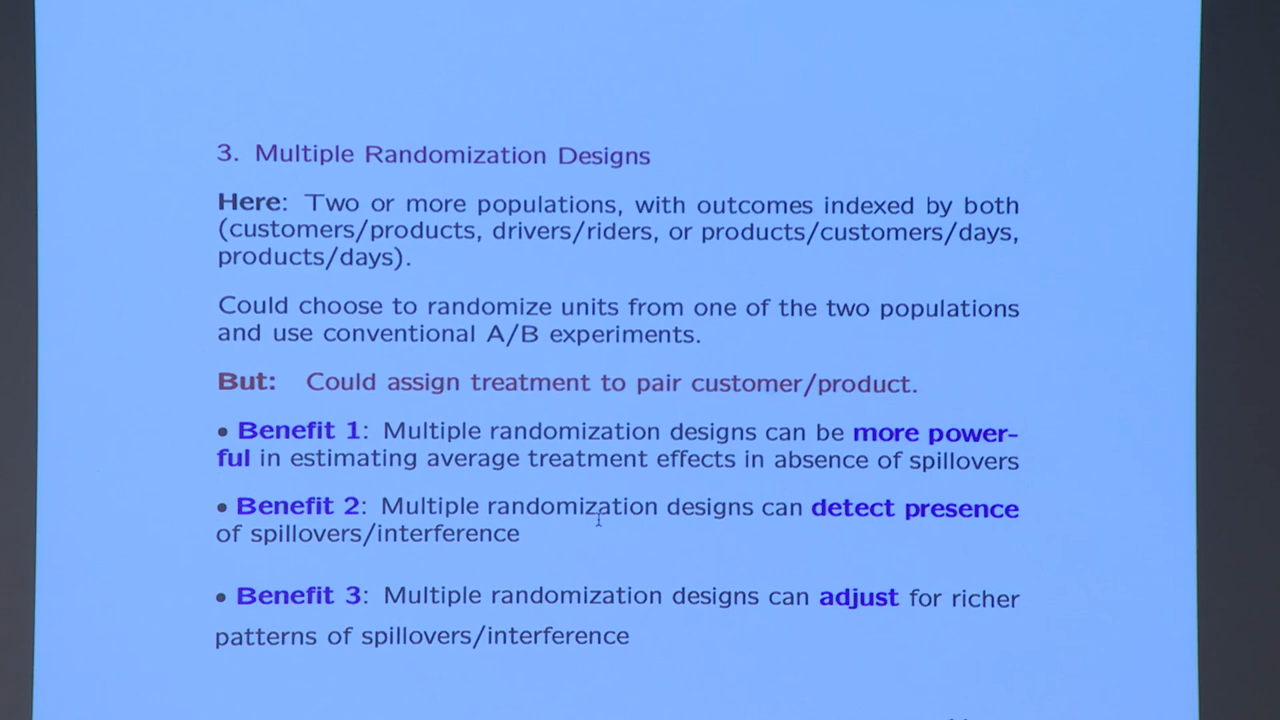 3. Multiple Randomization Designs
Here: Two or more populations, with outcomes indexed by both
(customers/products, drivers/riders, or products/customers/days,
products/days).
Could choose to randomize units from one of the two populations
and use conventional A/B experiments.
But: Could assign treatment to pair customer/product.
• Benefit 1: Multiple randomization designs can be more power-
ful in estimating average treatment effects in absence of spillovers
• Benefit 2: Multiple randomization designs can detect presence
of spillovers/interference
• Benefit 3: Multiple randomization designs can adjust for richer
patterns of spillovers/interference